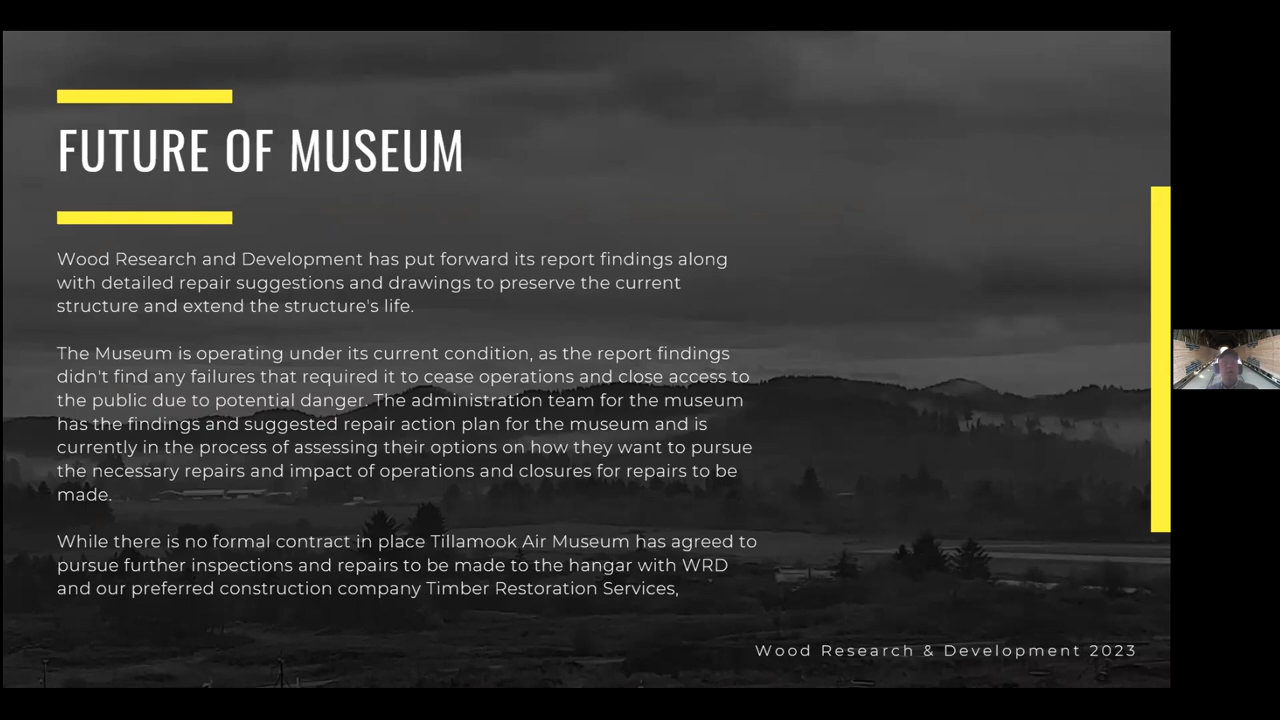 FUTURE OF MUSEUM
Wood Research and Development has put forward its report findings along
with detailed repair suggestions and drawings to preserve the current
structure and extend the structure's life.
The Museum is operating under its current condition, as the report findings
didn't find any failures that required it to cease operations and close access to
the public due to potential danger. The administration team for the museum
has the findings and suggested repair action plan for the museum and is
currently in the process of assessing their options on how they want to pursue
the necessary repairs and impact of operations and closures for repairs to be
made.
While there is no formal contract in place Tillamook Air Museum has agreed to
pursue further inspections and repairs to be made to the hangar with WRD
and our preferred construction company Timber Restoration Services,
Wood Research & Development 2023